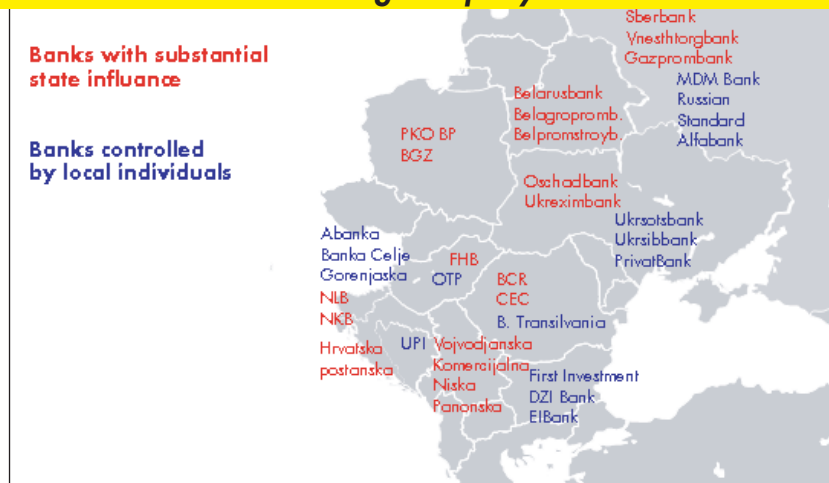 Banks with substantial
state influance
Banks controlled
by local individuals
Sberbank
Vneshtorgbank
Gazprombank
MDM Bank
Russian
Standard
Alfabank
Belarusbank
Belagropromb.
Belpromstroyb.
PKO BP
BGZ
Oschadbank
Ukreximbank
Ukrsotsbank
Ukrsibbank
PrivatBank
Abanka
Banka Celje
Gorenjaska
NLB
NKB
FHB
OTP
BCR
CEC
B. Transilvania
Hrvatska
postanska
UPI
Vojvodjanska
Komercijalna
Niska
Panonska
First Investment
DZI Bank
EIBank